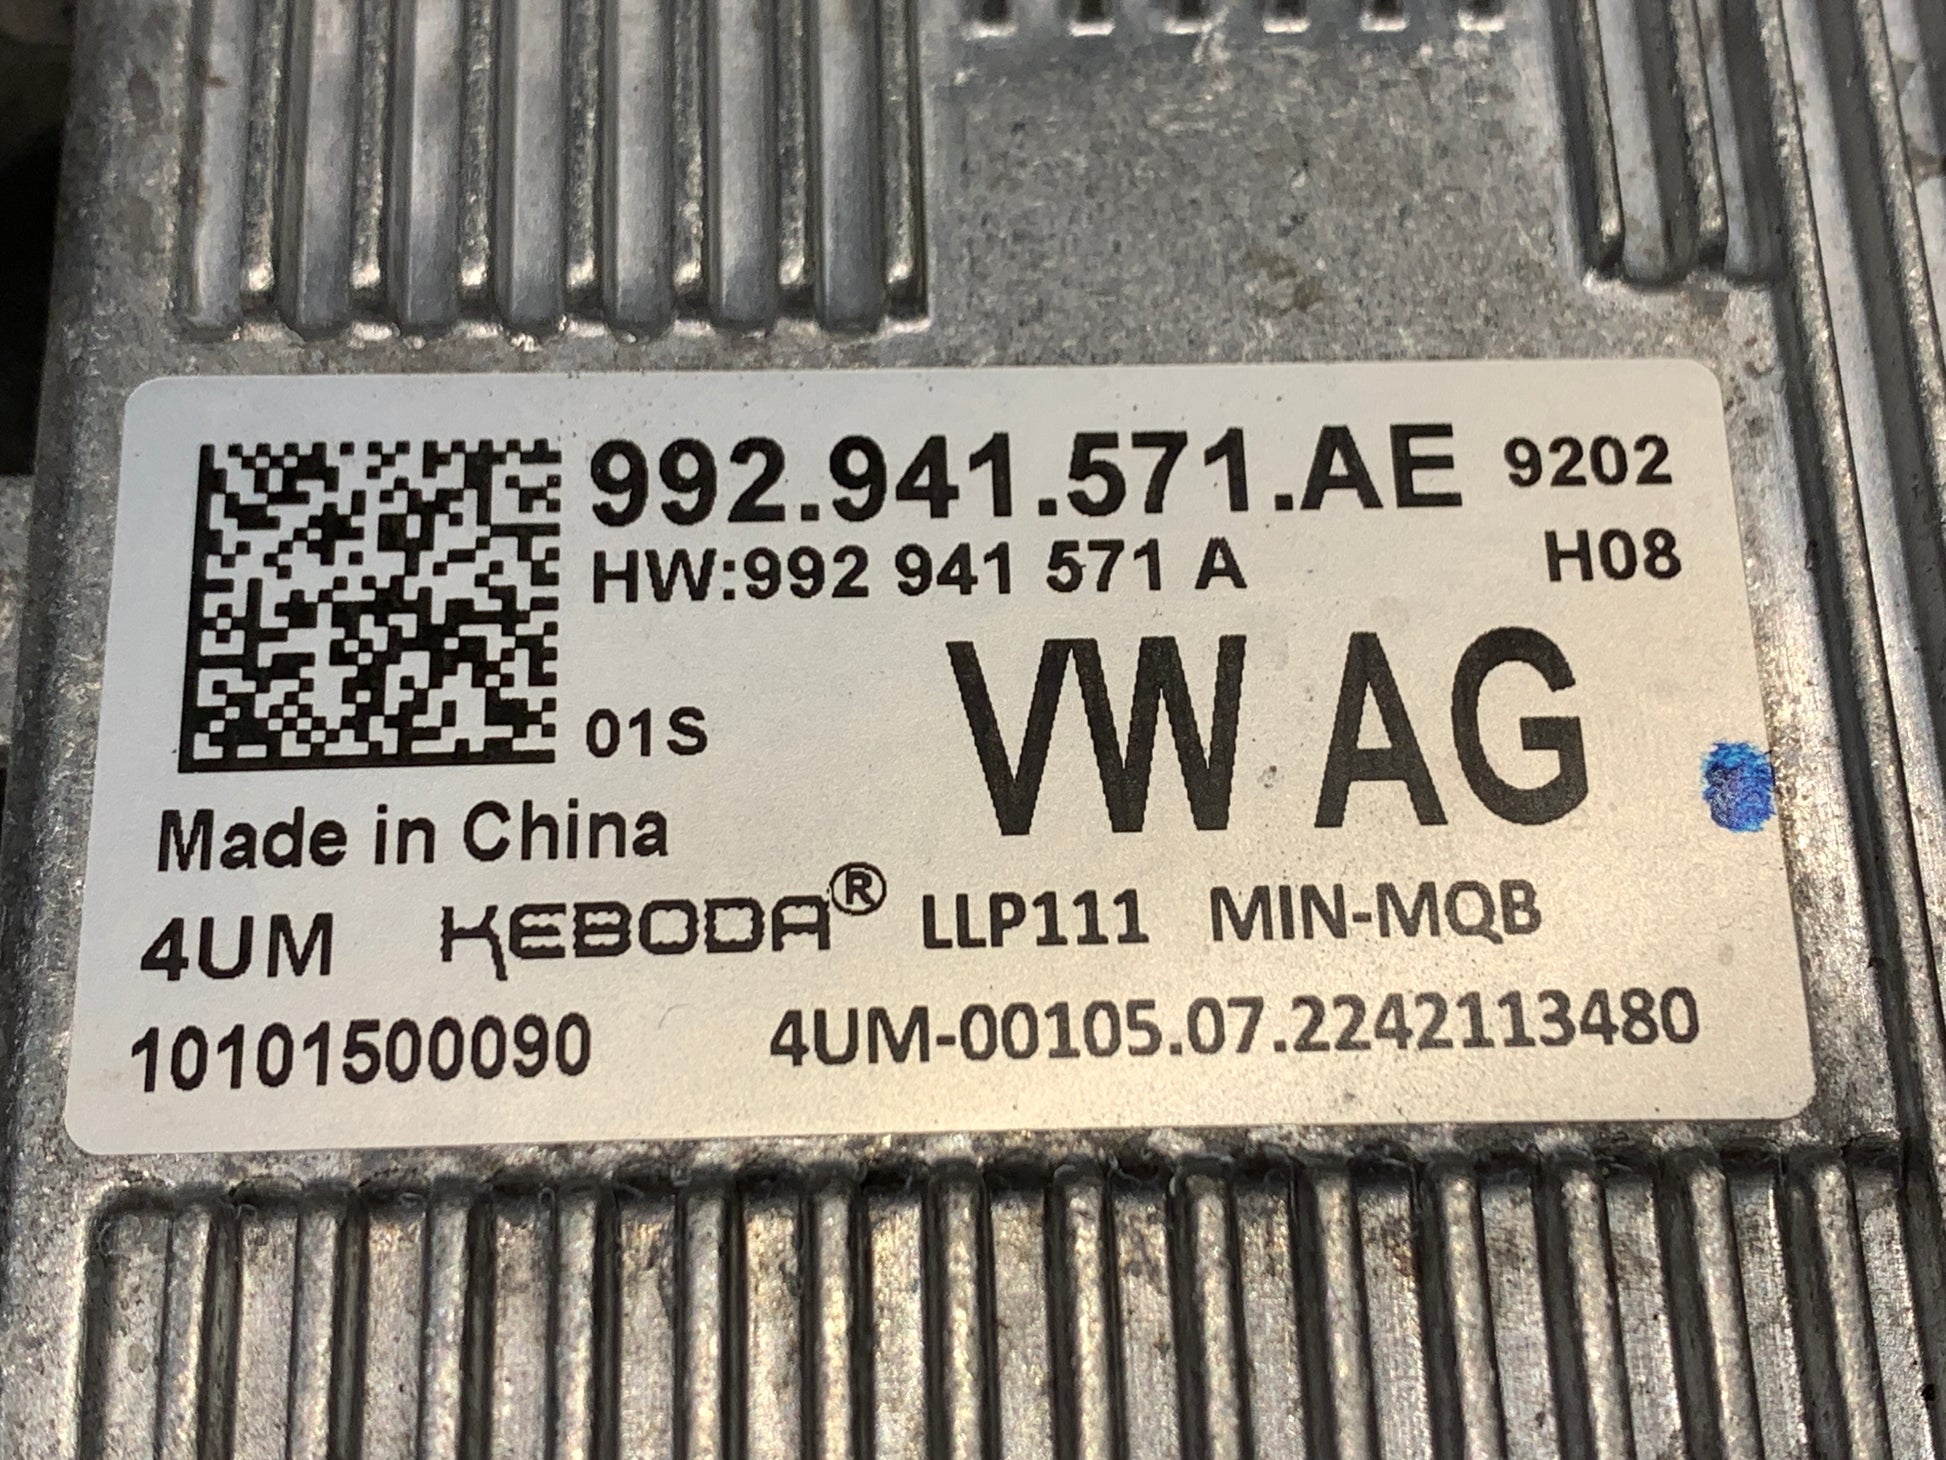 992.941.571.AE 9202
HW:992 941 571 A H08
01S VW AG
Made in China
4UM KEBODA® LLP111 MIN-MQB
10101500090 4UM-00105.07.2242113480